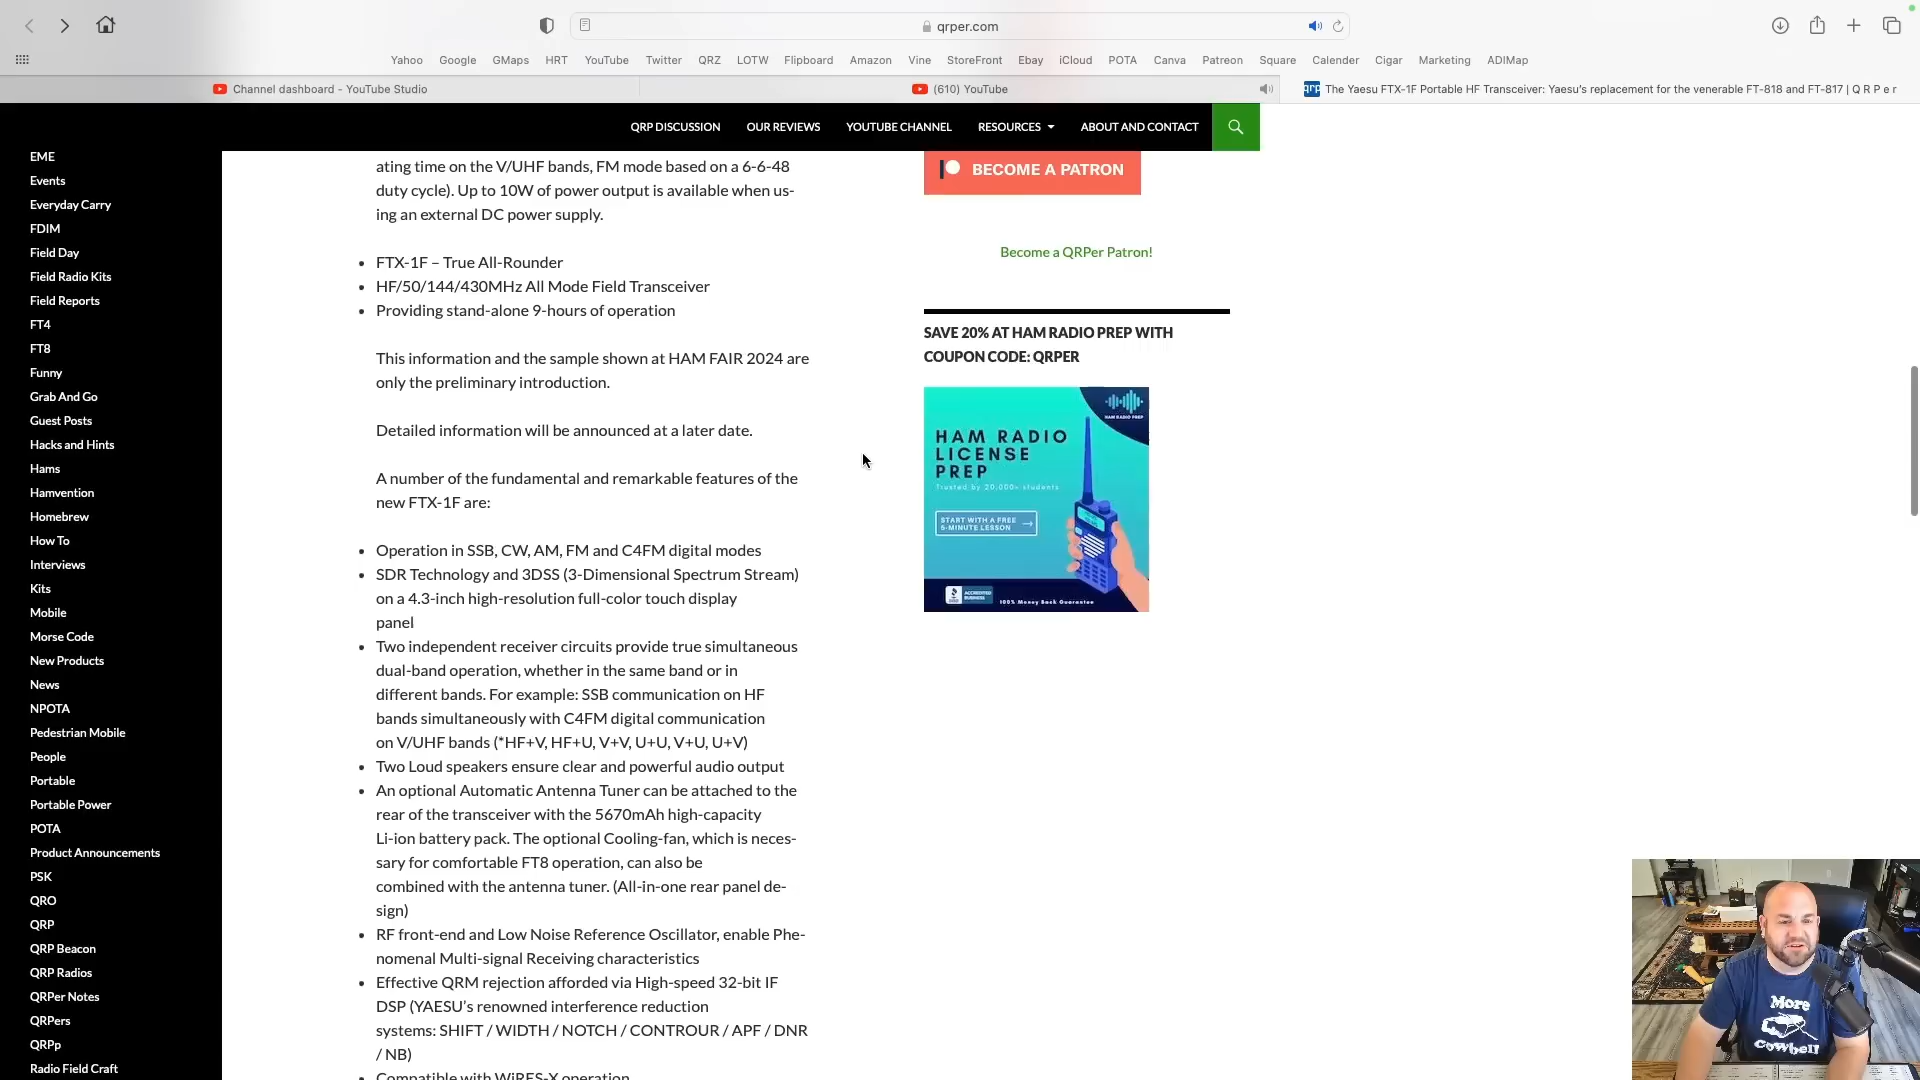 qrper.com
Yahoo Google GMaps HRT YouTube Twitter QRZ LOTW Flipboard Amazon Vine StoreFront Ebay iCloud POTA Canva Patreon Square Calender Cigar Marketing ADIMap
Channel dashboard - YouTube Studio
(610) YouTube
qrp The Yaesu FTX-1F Portable HF Transceiver: Yaesu's replacement for the venerable FT-818 and FT-817 | Q R P e r
QRP DISCUSSION OUR REVIEWS YOUTUBE CHANNEL RESOURCES ABOUT AND CONTACT
EME
Events
Everyday Carry
FDIM
Field Day
Field Radio Kits
Field Reports
FT4
FT8
Funny
Grab And Go
Guest Posts
Hacks and Hints
Hams
Hamvention
Homebrew
How To
Interviews
Kits
Mobile
Morse Code
New Products
News
NPOTA
Pedestrian Mobile
People
Portable
Portable Power
POTA
Product Announcements
PSK
QRO
QRP
QRP Beacon
QRP Radios
QRPer Notes
QRPers
QRPp
Radio Field Craft
ating time on the V/UHF bands, FM mode based on a 6-6-48
duty cycle). Up to 10W of power output is available when us-
ing an external DC power supply.
• FTX-1F – True All-Rounder
• HF/50/144/430MHz All Mode Field Transceiver
• Providing stand-alone 9-hours of operation
This information and the sample shown at HAM FAIR 2024 are
only the preliminary introduction.
Detailed information will be announced at a later date.
A number of the fundamental and remarkable features of the
new FTX-1F are:
• Operation in SSB, CW, AM, FM and C4FM digital modes
• SDR Technology and 3DSS (3-Dimensional Spectrum Stream)
on a 4.3-inch high-resolution full-color touch display
panel
• Two independent receiver circuits provide true simultaneous
dual-band operation, whether in the same band or in
different bands. For example: SSB communication on HF
bands simultaneously with C4FM digital communication
on V/UHF bands (*HF+V, HF+U, V+V, U+U, V+U, U+V)
• Two Loud speakers ensure clear and powerful audio output
• An optional Automatic Antenna Tuner can be attached to the
rear of the transceiver with the 5670mAh high-capacity
Li-ion battery pack. The optional Cooling-fan, which is neces-
sary for comfortable FT8 operation, can also be
combined with the antenna tuner. (All-in-one rear panel de-
sign)
• RF front-end and Low Noise Reference Oscillator, enable Phe-
nomenal Multi-signal Receiving characteristics
• Effective QRM rejection afforded via High-speed 32-bit IF
DSP (YAESU's renowned interference reduction
systems: SHIFT / WIDTH / NOTCH / CONTROUR / APF / DNR
/ NB)
• Compatible with WiRES-X operation
BECOME A PATRON
Become a QRPer Patron!
SAVE 20% AT HAM RADIO PREP WITH
COUPON CODE: QRPER
HAM RADIO PREP
HAM RADIO
LICENSE
PREP
Trusted by 20,000+ students
START WITH A FREE
5-MINUTE LESSON
ACCREDITED
BUSINESS
100% Money Back Guarantee
More
Cowbell